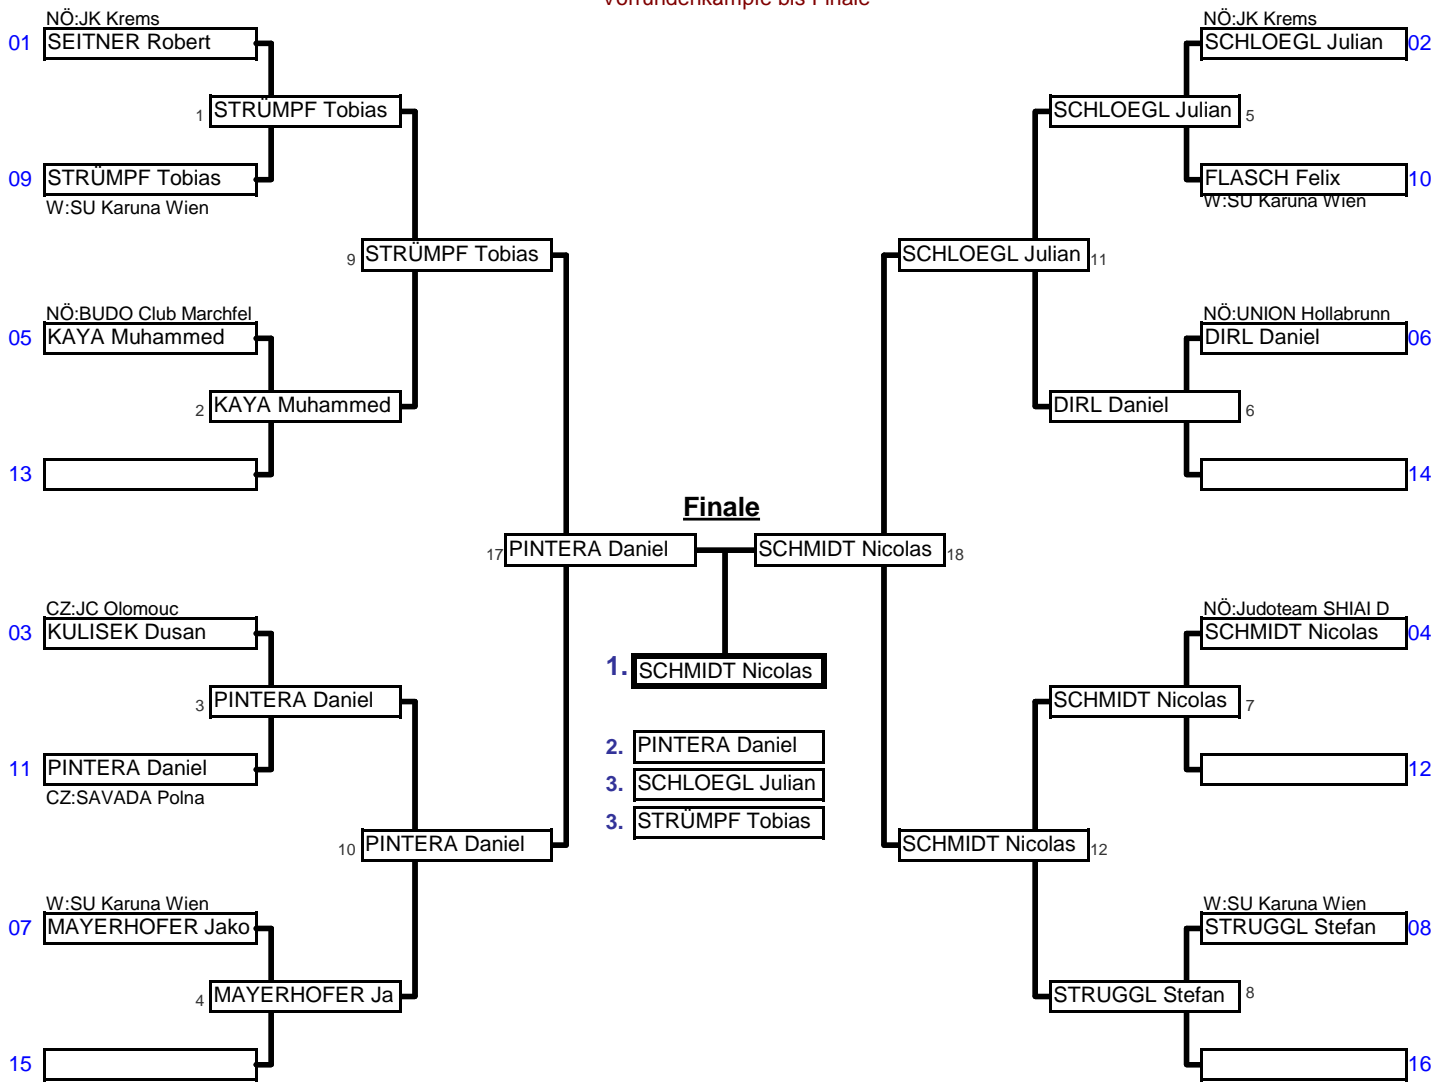 Vorrundenkämpfe bis Finale
NÖ:JK Krems
01 SEITNER Robert
1 STRÜMPF Tobias
09 STRÜMPF Tobias
W:SU Karuna Wien
9 STRÜMPF Tobias
NÖ:BUDO Club Marchfel
05 KAYA Muhammed
2 KAYA Muhammed
13
17 PINTERA Daniel
CZ:JC Olomouc
03 KULISEK Dusan
3 PINTERA Daniel
11 PINTERA Daniel
CZ:SAVADA Polna
10 PINTERA Daniel
W:SU Karuna Wien
07 MAYERHOFER Jako
4 MAYERHOFER Ja
15
Finale
1. SCHMIDT Nicolas
2. PINTERA Daniel
3. SCHLOEGL Julian
3. STRÜMPF Tobias
NÖ:JK Krems
SCHLOEGL Julian 02
SCHLOEGL Julian 5
FLASCH Felix 10
W:SU Karuna Wien
SCHLOEGL Julian 11
NÖ:UNION Hollabrunn
DIRL Daniel 06
DIRL Daniel 6
14
SCHMIDT Nicolas 18
NÖ:Judoteam SHIAI D
SCHMIDT Nicolas 04
SCHMIDT Nicolas 7
12
SCHMIDT Nicolas 12
W:SU Karuna Wien
STRUGGL Stefan 08
STRUGGL Stefan 8
16